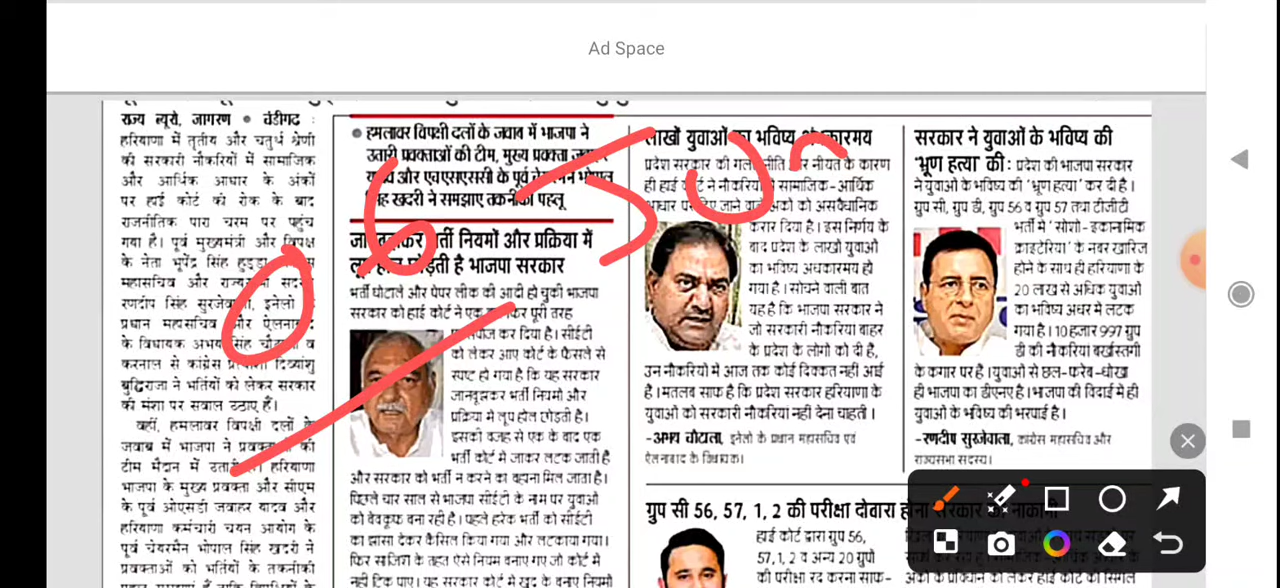 Ad Space
राज्य ब्यूरो, जागरण • चंडीगढ़ :
हरियाणा में तृतीय और चतुर्थ श्रेणी
की सरकारी नौकरियों में सामाजिक
और आर्थिक आधार के अंकों
पर हाई कोर्ट की रोक के बाद
राजनीतिक पारा चरम पर पहुंच
गया है। पूर्व मुख्यमंत्री और विपक्ष
के नेता भूपेंद्र सिंह हुड्डा
महासचिव और राज्यसभा
रणदीप सिंह सुरजेवाला, इनेलो
प्रधान महासचिव और ऐलनाबाद
के विधायक अभय सिंह चौटाला व
करनाल से कांग्रेस दिव्यांशु
बुद्धिराजा ने भर्तियों को लेकर सरकार
की मंशा पर सवाल उठाए हैं।
वहीं, हमलावर विपक्षी दलों के
जवाब में भाजपा ने की
टीम मैदान में हरियाणा
भाजपा के मुख्य प्रवक्ता और सीएम
के पूर्व ओएसडी जवाहर यादव और
हरियाणा कर्मचारी चयन आयोग के
पूर्व चेयरमैन भोपाल सिंह खदरी ने
प्रवक्ताओं को भर्तियों के तकनीकी
• हमलावर विपक्षी दलों के जवाब में भाजपा ने
उतारी प्रवक्ताओं की टीम, मुख्य प्रवक्ता
यादव और एचएसएससी के पूर्व भोपाल
सिंह खदरी ने समझाए तकनीकी पहलू
जानबूझकर भर्ती नियमों और प्रक्रिया में
लूप होल छोड़ती है भाजपा सरकार
भर्ती घोटाले और पेपर लीक की आदी हो चुकी भाजपा
सरकार को हाई कोर्ट ने एक फिर पूरी तरह
कर दिया है। सीईटी
को लेकर आए कोर्ट के फैसले से
स्पष्ट हो गया है कि यह सरकार
जानबूझकर भर्ती नियमों और
प्रक्रिया में लूप होल छोड़ती है।
इसकी वजह से एक के बाद एक
भर्ती कोर्ट में जाकर लटक जाती है
और सरकार को भर्ती न करने का बहाना मिल जाता है।
पिछले चार साल से भाजपा सीईटी के नाम पर युवाओं
को बेवकूफ बना रही है। पहले हरेक भर्ती को सीईटी
का झांसा देकर कैंसिल किया गया और लटकाया गया।
फिर साजिश के तहत ऐसे नियम बनाए गए जो कोर्ट में
नहीं टिक पाए। यह सरकार कोर्ट में खुद के बनाए नियमों
लाखों युवाओं का भविष्य अंधकारमय
प्रदेश सरकार की गलत नीति और नीयत के कारण
ही हाई कोर्ट ने नौकरियों में सामाजिक-आर्थिक
आधार पर दिए जाने वाले अंकों को असंवैधानिक
करार दिया है। इस निर्णय के
बाद प्रदेश के लाखों युवाओं
का भविष्य अंधकारमय हो
गया है। सोचने वाली बात
यह है कि भाजपा सरकार ने
जो सरकारी नौकरियां बाहर
के प्रदेश के लोगों को दी हैं,
उन नौकरियों में आज तक कोई दिक्कत नहीं आई
है। मतलब साफ है कि प्रदेश सरकार हरियाणा के
युवाओं को सरकारी नौकरियां नहीं देना चाहती।
-अभय चौटाला, इनेलो के प्रधान महासचिव एवं
ऐलनाबाद के विधायक।
सरकार ने युवाओं के भविष्य की
'भ्रूण हत्या' की: प्रदेश की भाजपा सरकार
ने युवाओं के भविष्य की 'भ्रूण हत्या' कर दी है।
ग्रुप सी, ग्रुप डी, ग्रुप 56 व ग्रुप 57 तथा टीजीटी
भर्ती में 'सोशो-इकानमिक
क्राइटेरिया' के नंबर खारिज
होने के साथ ही हरियाणा के
20 लाख से अधिक युवाओं
का भविष्य अधर में लटक
गया है। 10 हजार 997 ग्रुप
डी की नौकरियां बर्खास्तगी
के कगार पर हैं। युवाओं से छल-फरेब-धोखा
ही भाजपा का डीएनए है। भाजपा की विदाई में ही
युवाओं के भविष्य की भरपाई है।
-रणदीप सुरजेवाला, कांग्रेस महासचिव और
राज्यसभा सदस्य।
ग्रुप सी 56, 57, 1, 2 की परीक्षा दोबारा होना सरकार की नाकामी
हाई कोर्ट द्वारा ग्रुप 56,
57, 1, 2 व अन्य 20 ग्रुपों
की परीक्षा रद करना साफ-